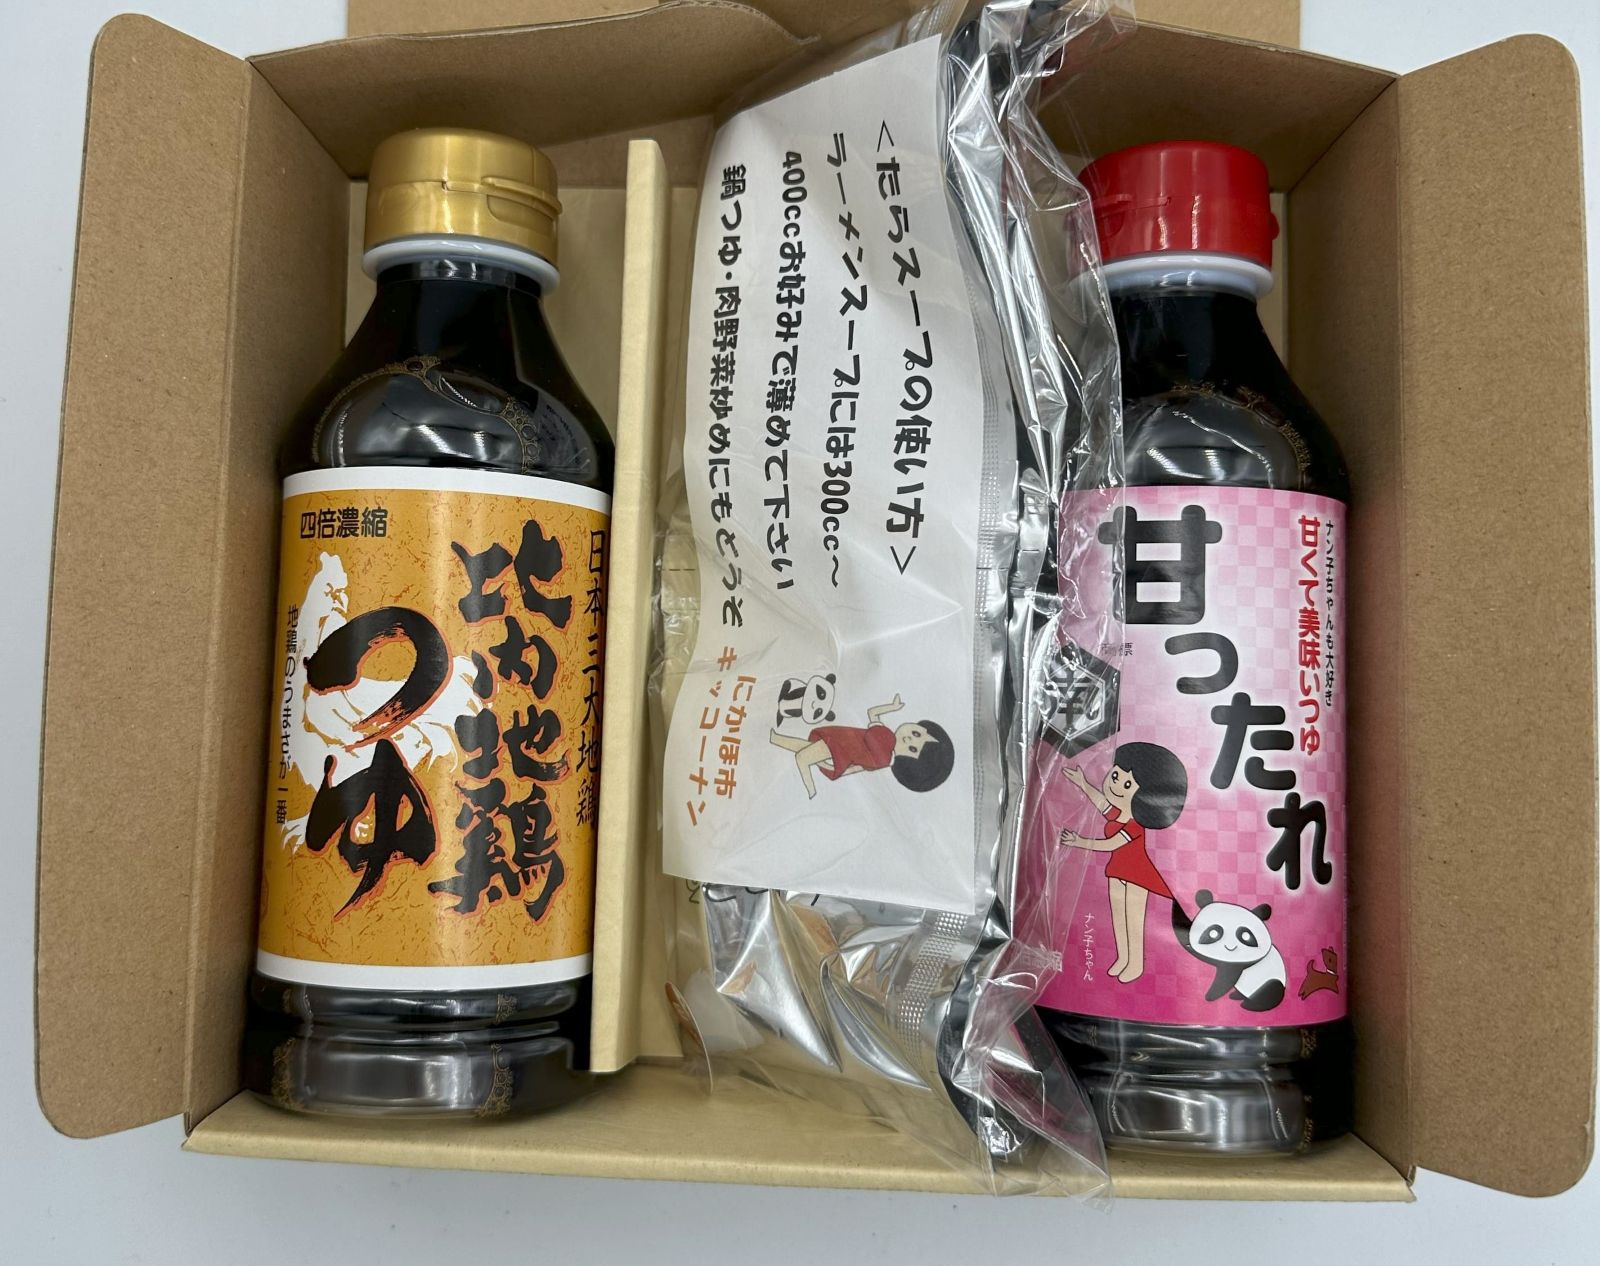 四倍濃縮
日本三大地鶏
比内地鶏
つゆ
地鶏のうまさが一番
<たらスープの使い方>
ラーメンスープには300cc～
400ccお好みで薄めて下さい
鍋つゆ・肉野菜炒めにもどうぞ
にかほ市
キッコーナン
ナン子ちゃんも大好き
甘くて美味いつゆ
甘ったれ
ナン子ちゃん